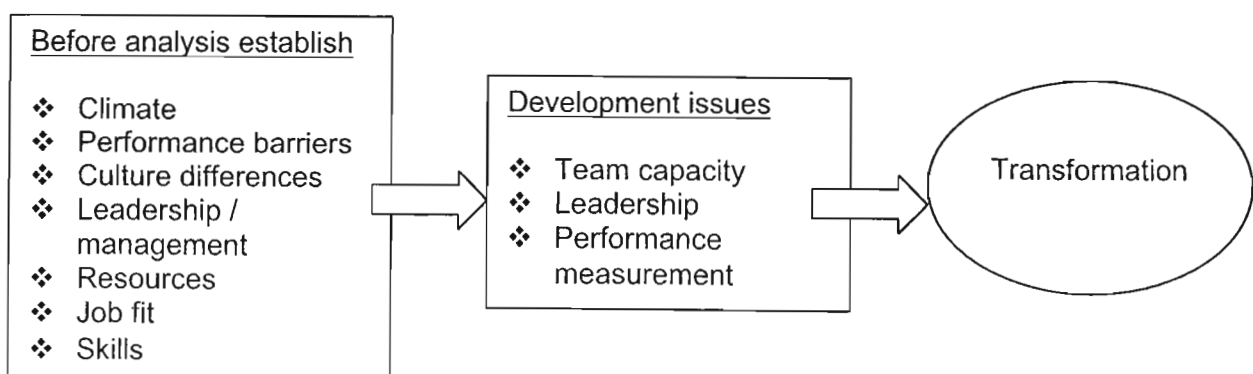 Before analysis establish
❖ Climate
❖ Performance barriers
❖ Culture differences
❖ Leadership /
management
❖ Resources
❖ Job fit
❖ Skills
Development issues
❖ Team capacity
❖ Leadership
❖ Performance
measurement
Transformation